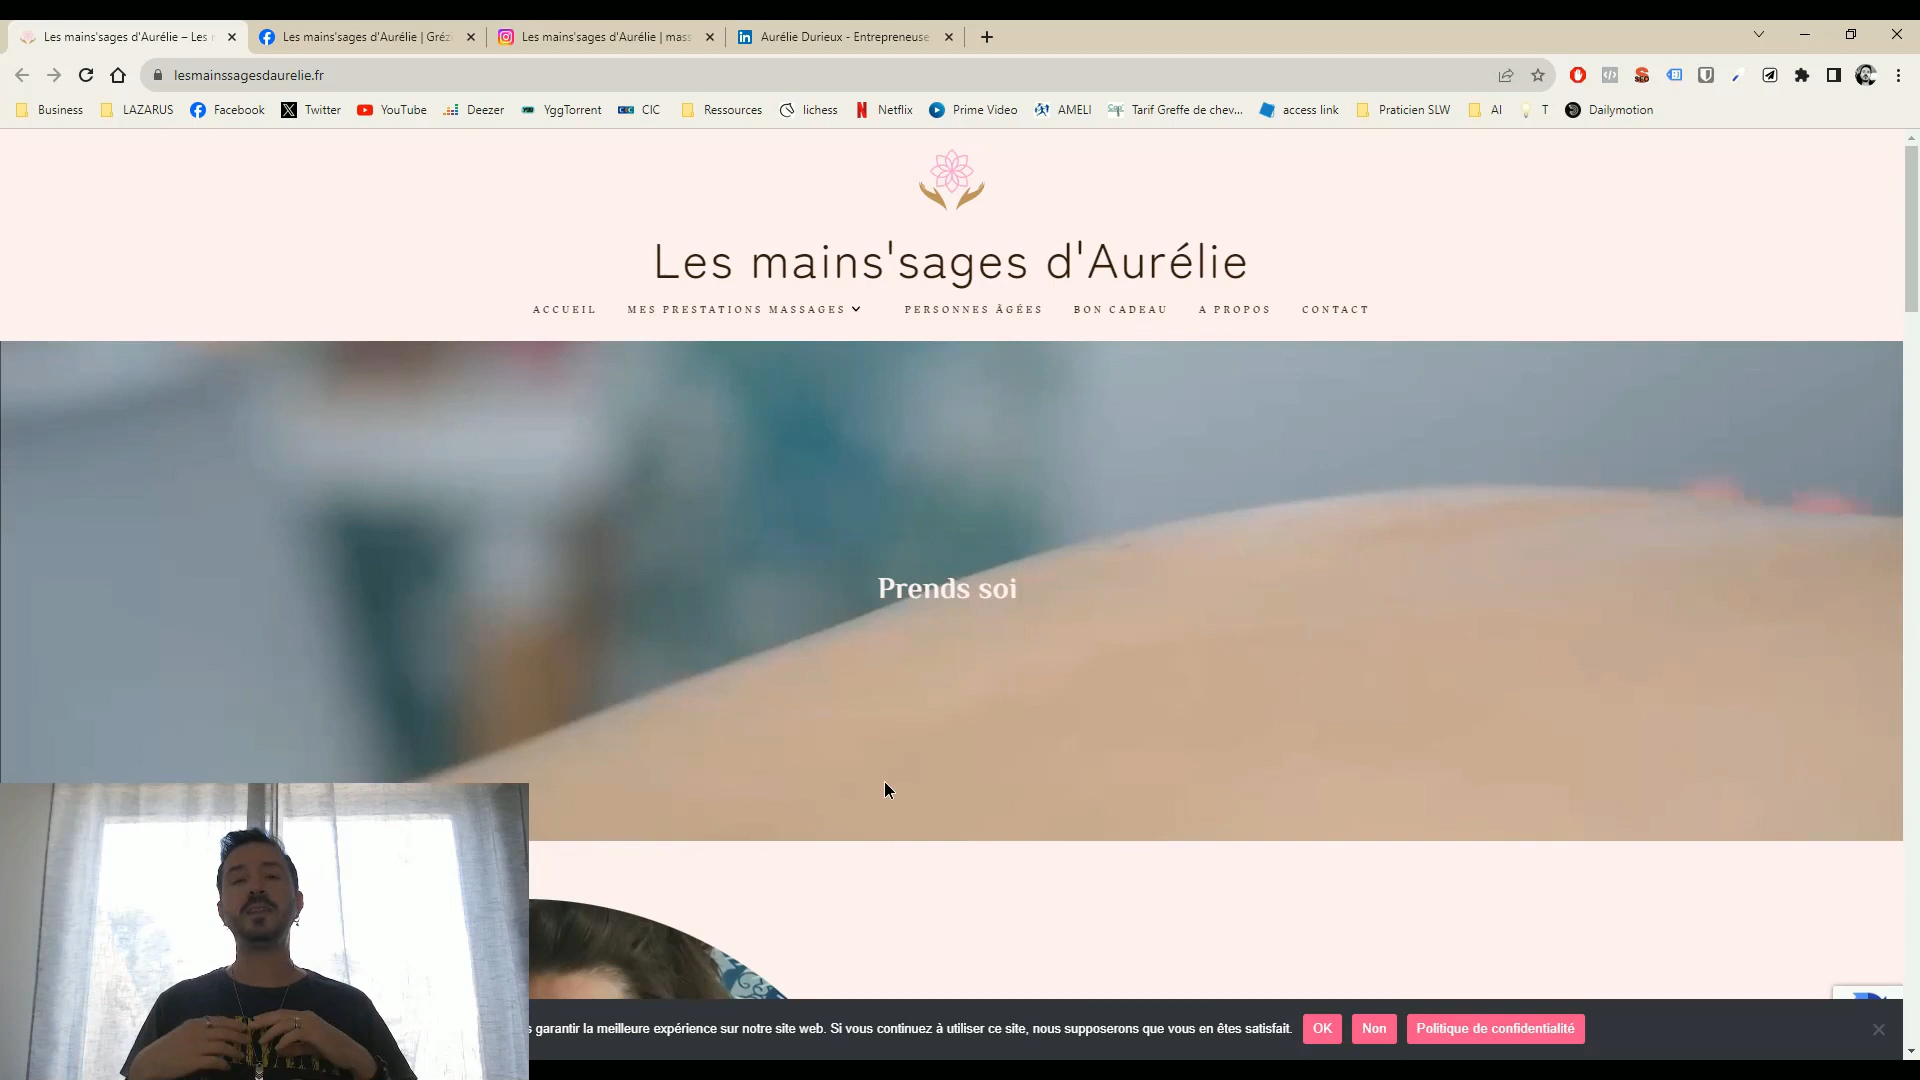 Les mains'sages d'Aurélie – Les
Les mains'sages d'Aurélie | Gréz
Les mains'sages d'Aurélie | mass
Aurélie Durieux - Entrepreneuse
lesmainssagesdaurelie.fr
Business LAZARUS Facebook Twitter YouTube Deezer YggTorrent CIC Ressources lichess Netflix Prime Video AMELI Tarif Greffe de chev... access link Praticien SLW AI T Dailymotion
Les mains'sages d'Aurélie
ACCUEIL MES PRESTATIONS MASSAGES PERSONNES ÂGÉES BON CADEAU A PROPOS CONTACT
Prends soi
garantir la meilleure expérience sur notre site web. Si vous continuez à utiliser ce site, nous supposerons que vous en êtes satisfait. OK Non Politique de confidentialité